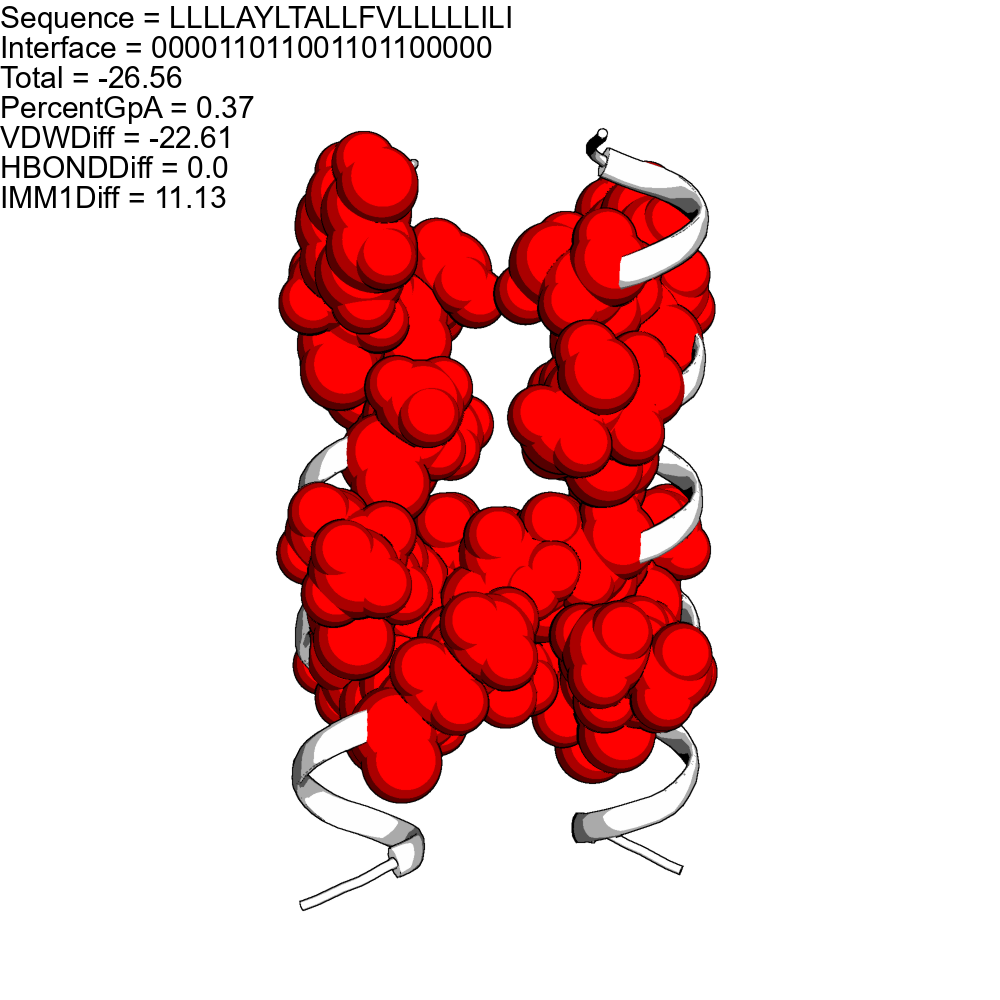 Sequence = LLLLAYLTALLFVLLLLLILI
Interface = 000011011001101100000
Total = -26.56
PercentGpA = 0.37
VDWDiff = -22.61
HBONDDiff = 0.0
IMM1Diff = 11.13